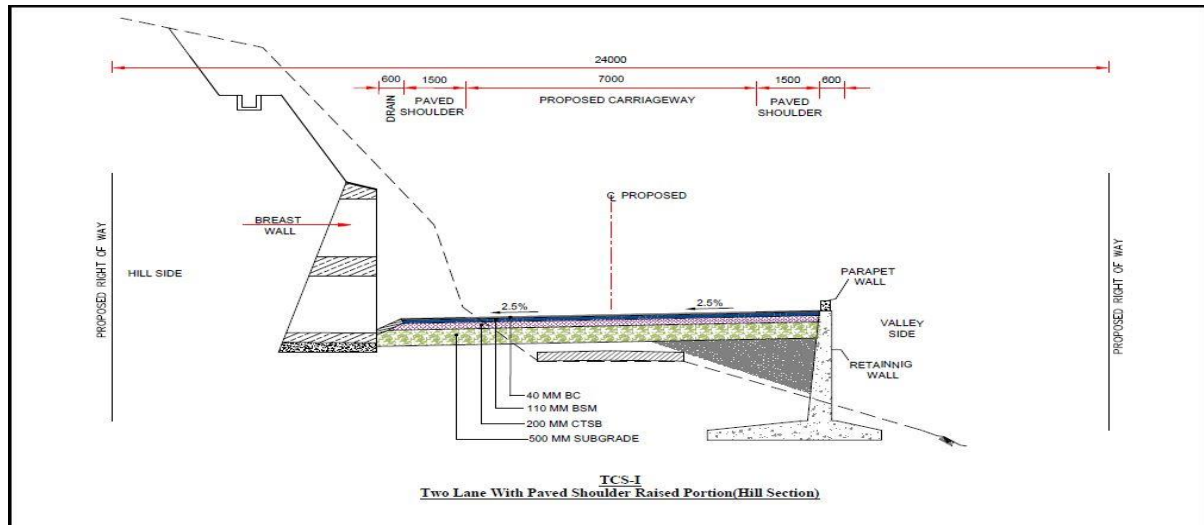 24000
600 1500 7000 1500 600
DRAIN
PAVED
SHOULDER
PROPOSED CARRIAGEWAY
PAVED
SHOULDER
PROPOSED RIGHT OF WAY
HILL SIDE
BREAST
WALL
℄ PROPOSED
2.5% 2.5%
PARAPET
WALL
VALLEY
SIDE
RETAINNIG
WALL
PROPOSED RIGHT OF WAY
40 MM BC
110 MM BSM
200 MM CTSB
500 MM SUBGRADE
TCS-I
Two Lane With Paved Shoulder Raised Portion(Hill Section)